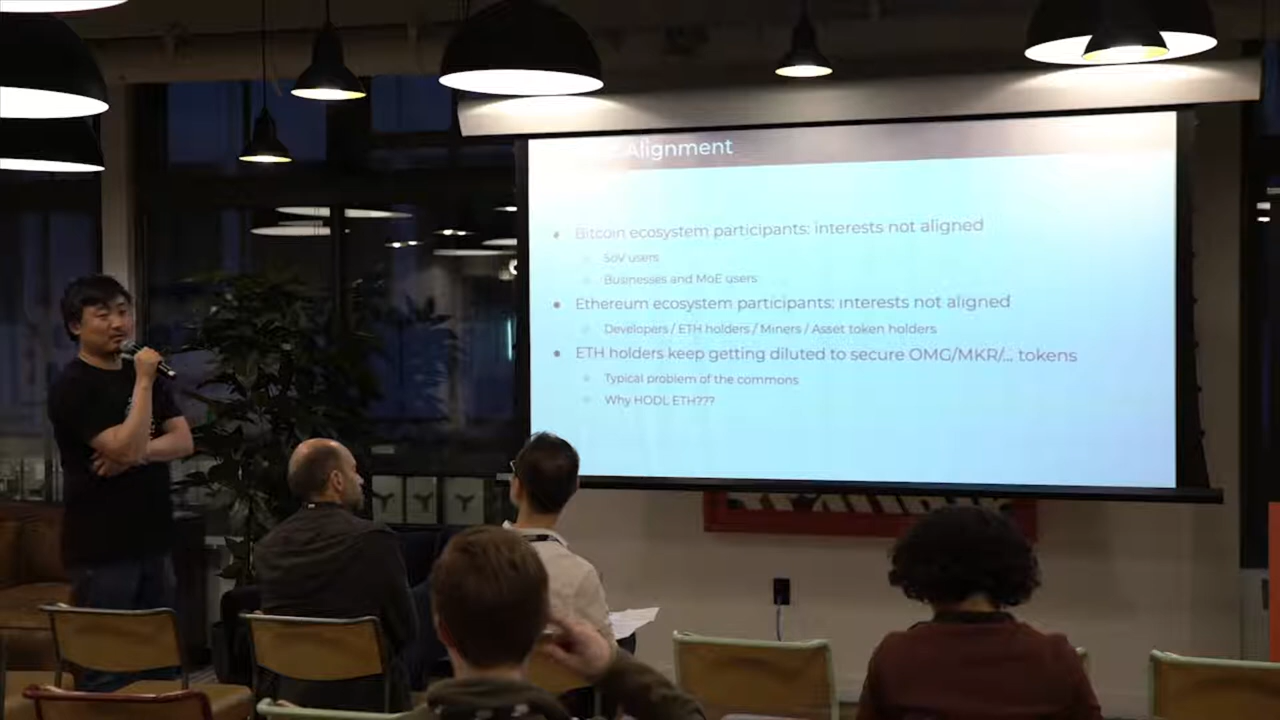 Alignment
Bitcoin ecosystem participants: interests not aligned
SoV users
Businesses and MoE users
Ethereum ecosystem participants: interests not aligned
Developers / ETH holders / Miners / Asset token holders
ETH holders keep getting diluted to secure OMG/MKR/... tokens
Typical problem of the commons
Why HODL ETH???